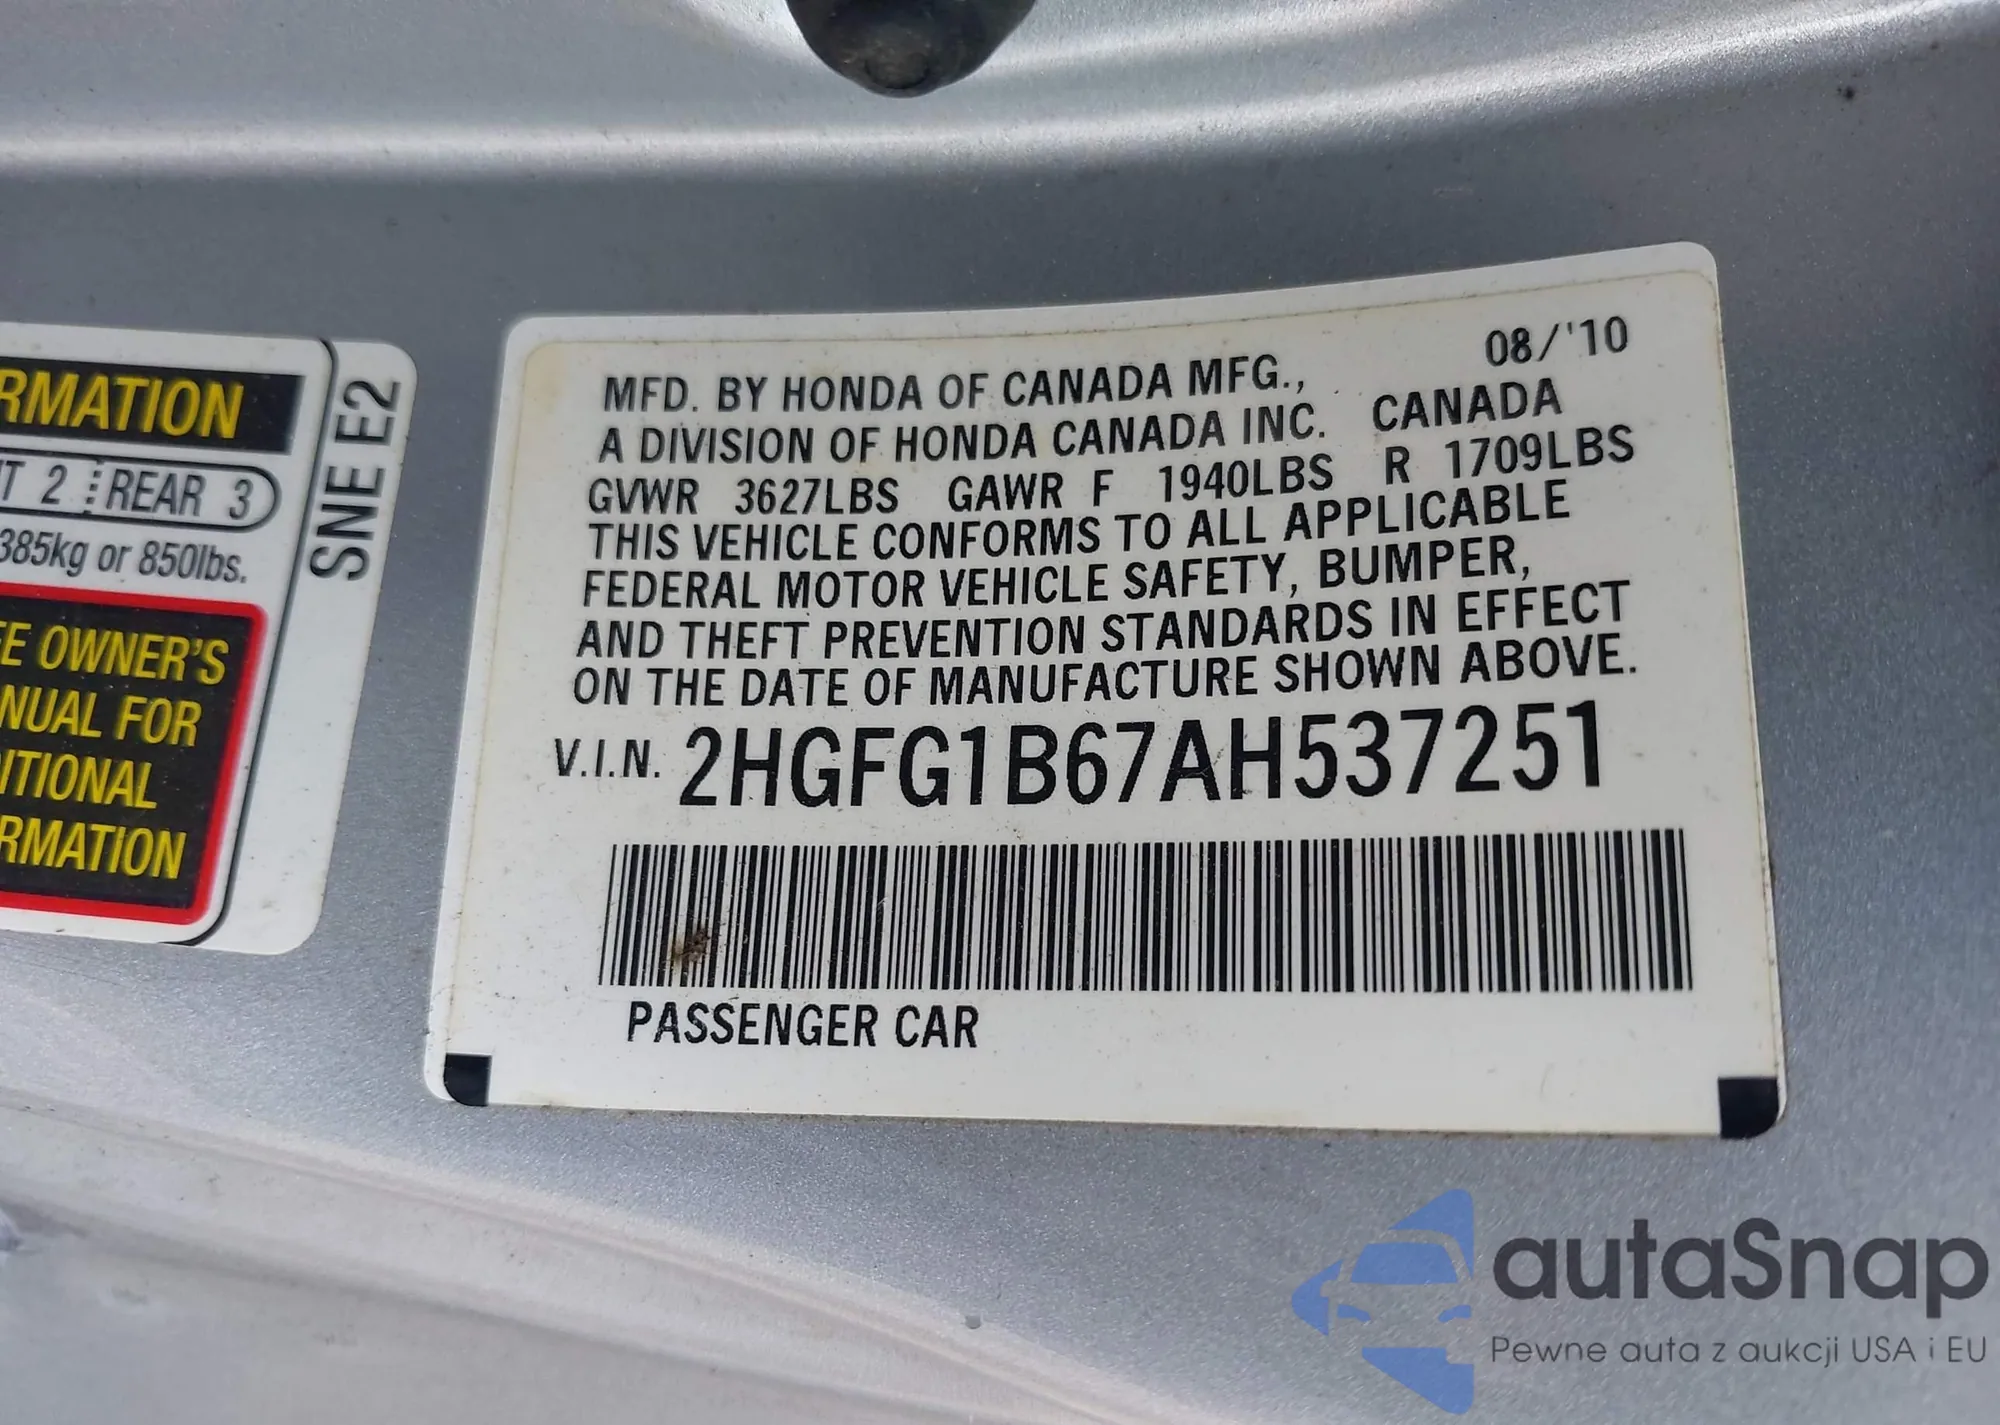 RMATION
T 2 REAR 3
385kg or 850lbs.
E OWNER'S
NUAL FOR
ITIONAL
RMATION
SNE E2
08/'10
MFD. BY HONDA OF CANADA MFG.,
A DIVISION OF HONDA CANADA INC. CANADA
GVWR 3627LBS GAWR F 1940LBS R 1709LBS
THIS VEHICLE CONFORMS TO ALL APPLICABLE
FEDERAL MOTOR VEHICLE SAFETY, BUMPER,
AND THEFT PREVENTION STANDARDS IN EFFECT
ON THE DATE OF MANUFACTURE SHOWN ABOVE.
V.I.N. 2HGFG1B67AH537251
PASSENGER CAR
autaSnap
Pewne auta z aukcji USA i EU